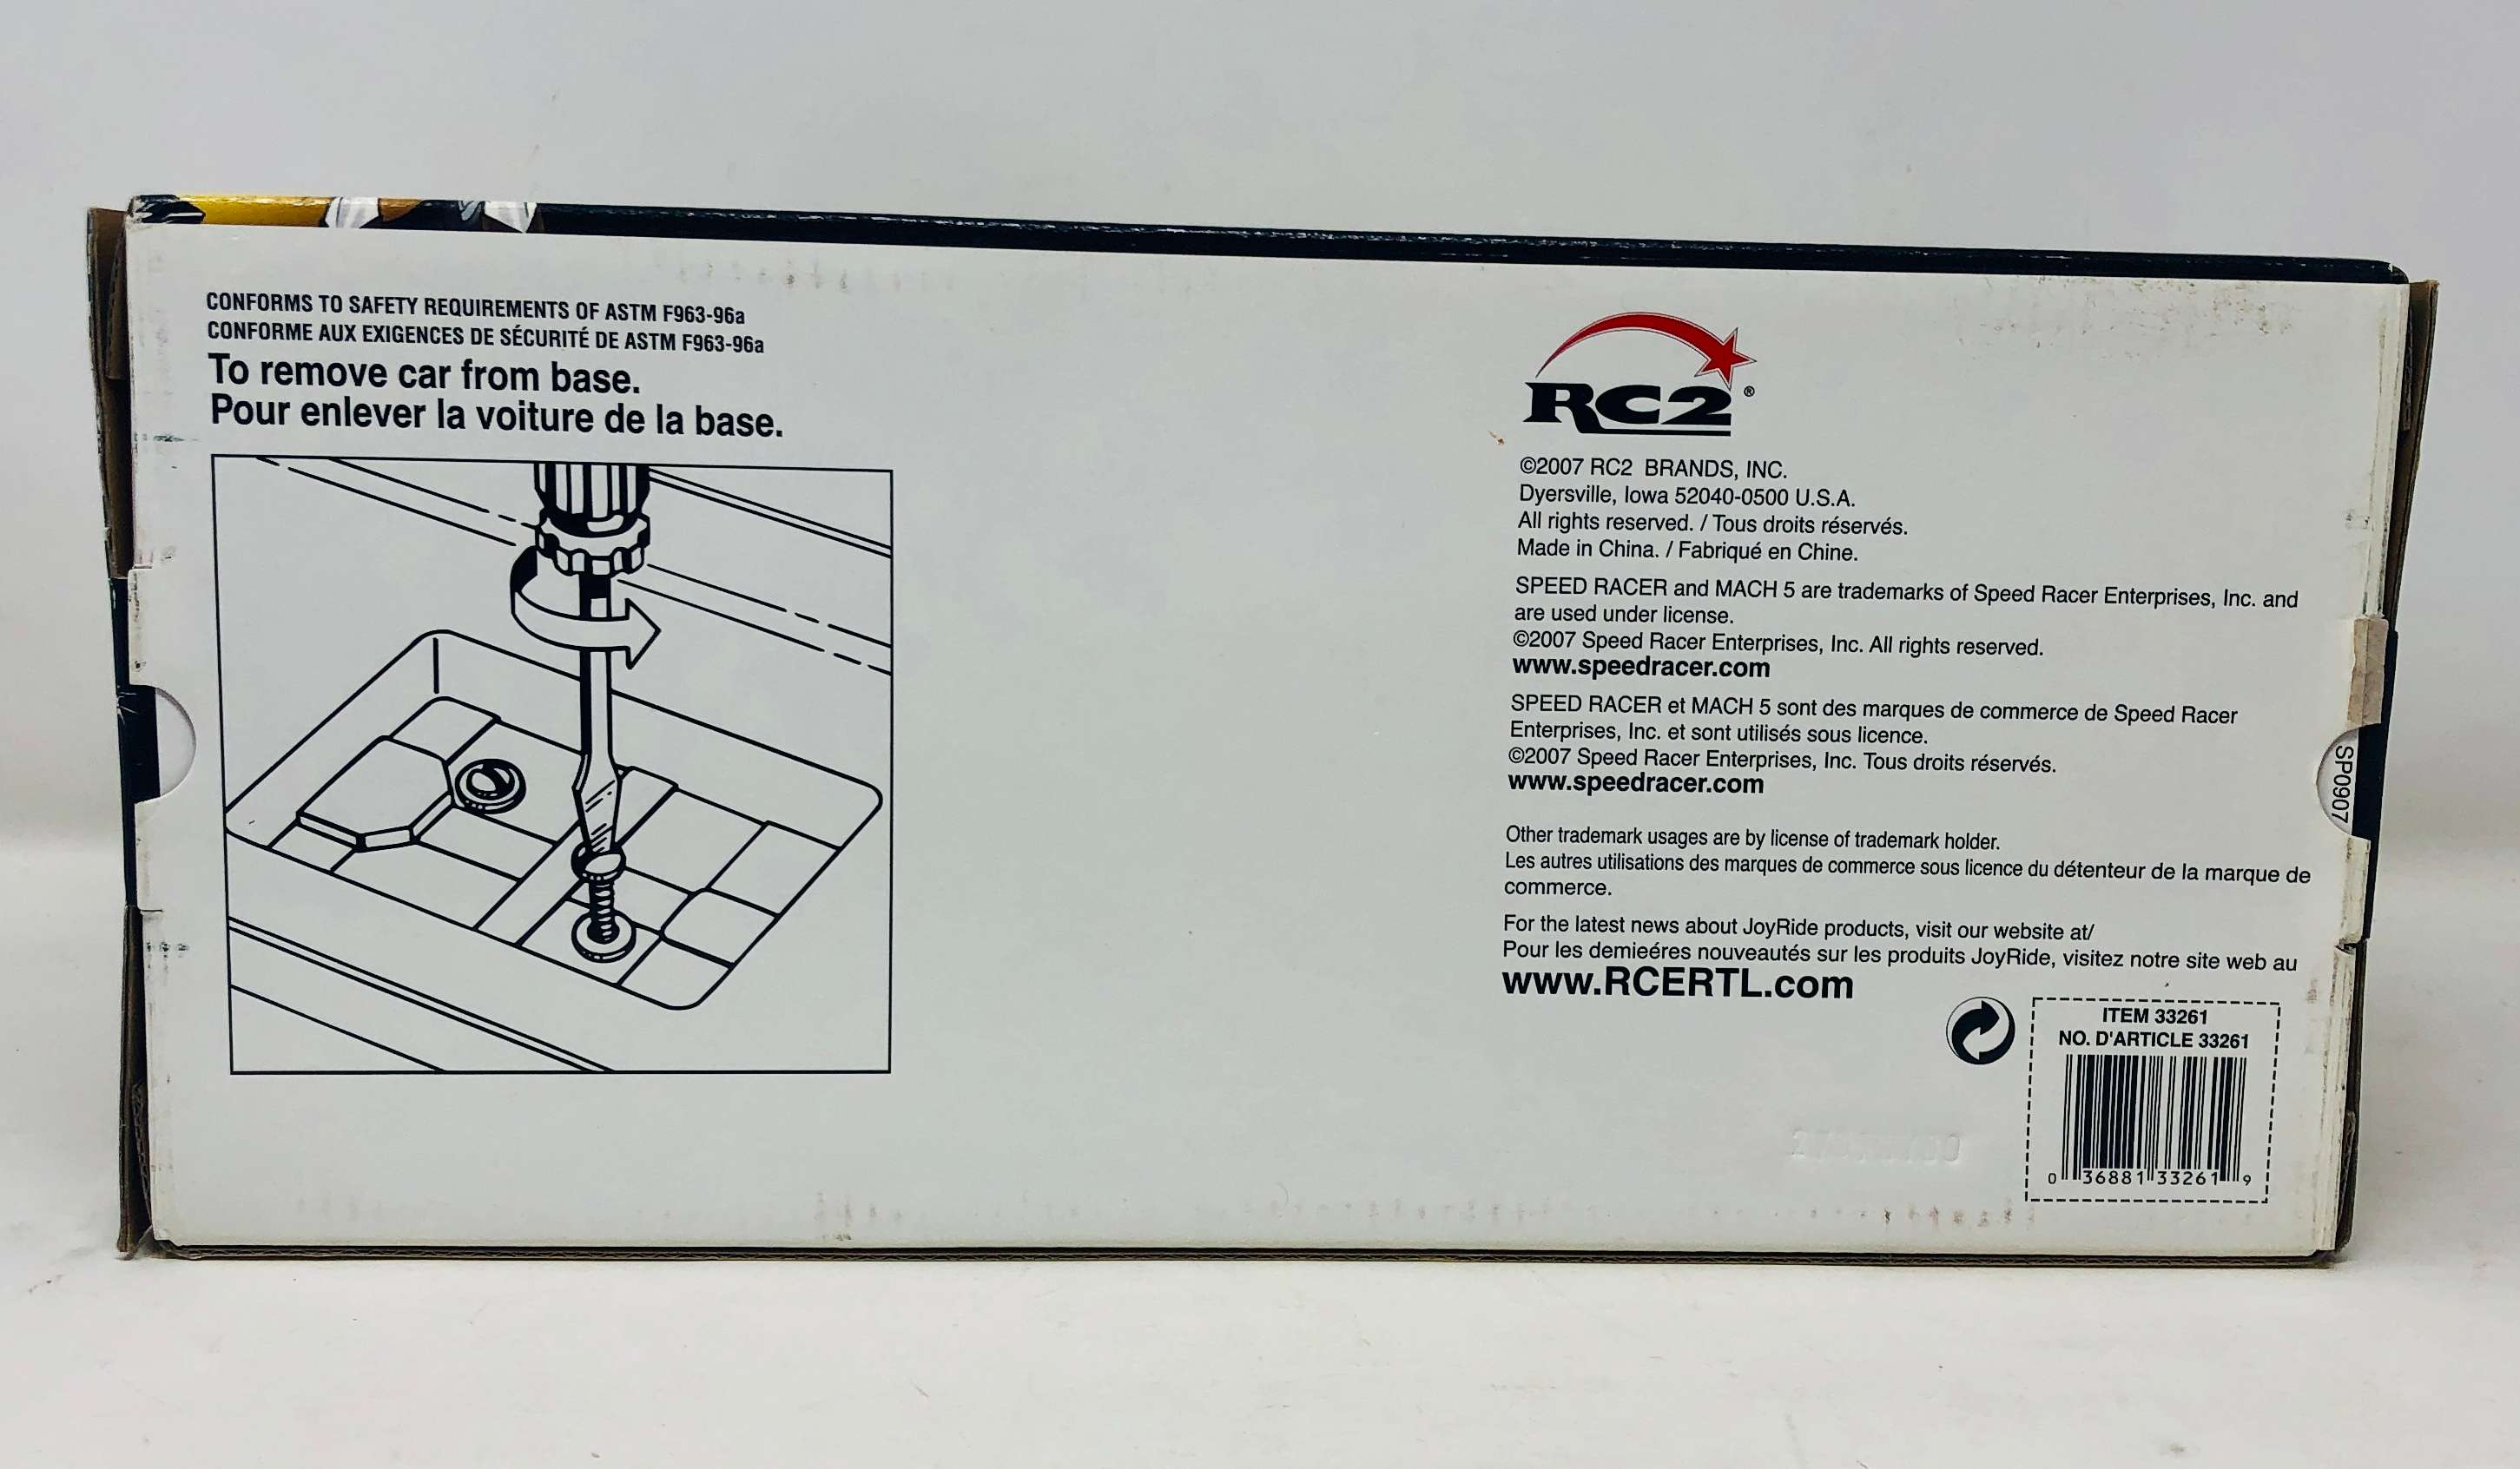 CONFORMS TO SAFETY REQUIREMENTS OF ASTM F963-96a
CONFORME AUX EXIGENCES DE SÉCURITÉ DE ASTM F963-96a
To remove car from base.
Pour enlever la voiture de la base.
RC2®
©2007 RC2 BRANDS, INC.
Dyersville, Iowa 52040-0500 U.S.A.
All rights reserved. / Tous droits réservés.
Made in China. / Fabriqué en Chine.
SPEED RACER and MACH 5 are trademarks of Speed Racer Enterprises, Inc. and
are used under license.
©2007 Speed Racer Enterprises, Inc. All rights reserved.
www.speedracer.com
SPEED RACER et MACH 5 sont des marques de commerce de Speed Racer
Enterprises, Inc. et sont utilisés sous licence.
©2007 Speed Racer Enterprises, Inc. Tous droits réservés.
www.speedracer.com
Other trademark usages are by license of trademark holder.
Les autres utilisations des marques de commerce sous licence du détenteur de la marque de
commerce.
For the latest news about JoyRide products, visit our website at/
Pour les demieéres nouveautés sur les produits JoyRide, visitez notre site web au
www.RCERTL.com
ITEM 33261
NO. D'ARTICLE 33261
0 36881 33261 9
SP0907